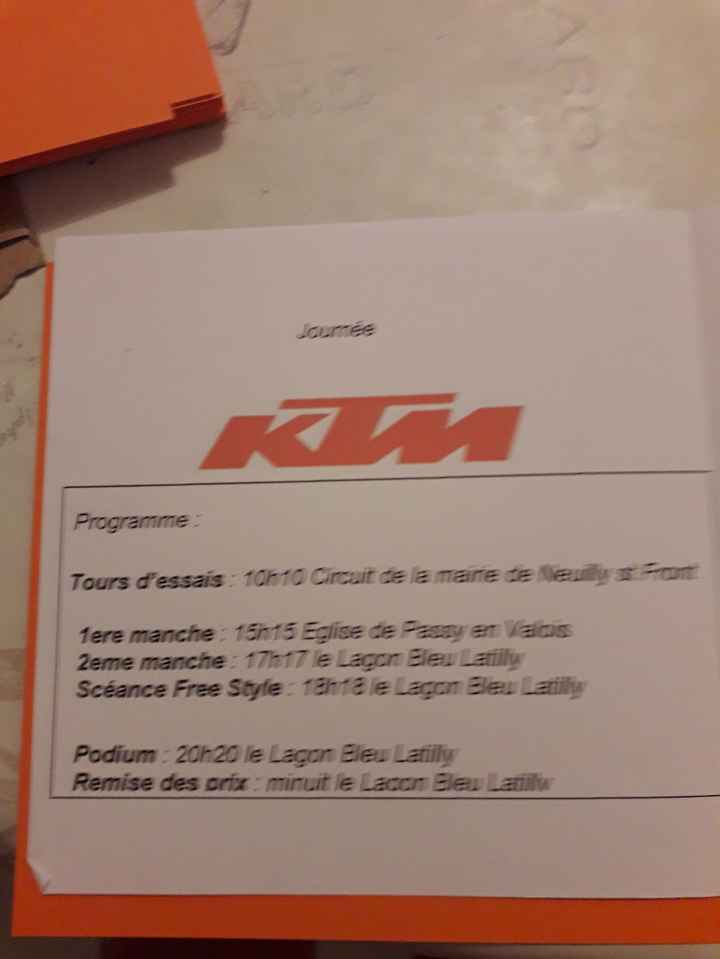 Journée
KTM
Programme :
Tours d'essais : 10h10 Circuit de la mairie de Neuilly st Front
1ere manche : 15h15 Eglise de Passy en Valois
2eme manche : 17h17 le Lagon Bleu Latilly
Scéance Free Style : 18h18 le Lagon Bleu Latilly
Podium : 20h20 le Lagon Bleu Latilly
Remise des prix : minuit le Lagon Bleu Latilly